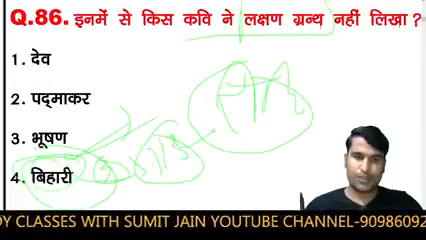 Q.86. इनमें से किस कवि ने लक्षण ग्रन्थ नहीं लिखा?
1. देव
2. पद्माकर
3. भूषण
4. बिहारी
DY CLASSES WITH SUMIT JAIN YOUTUBE CHANNEL-90986092